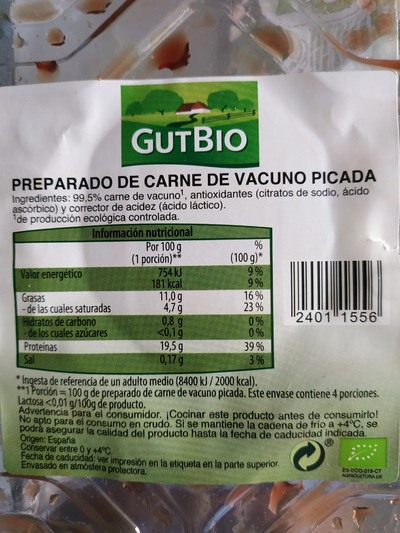 GUTBIO
PREPARADO DE CARNE DE VACUNO PICADA
Ingredientes: 99,5% carne de vacuno¹, antioxidantes (citratos de sodio, ácido
ascórbico) y corrector de acidez (ácido láctico).
¹de producción ecológica controlada.
Información nutricional
Por 100 g %
(1 porción)** (100 g)*
Valor energético 754 kJ 9 %
181 kcal 9 %
Grasas 11,0 g 16 %
- de las cuales saturadas 4,7 g 23 %
Hidratos de carbono 0,8 g 0 %
- de los cuales azúcares <0,1 g 0 %
Proteínas 19,5 g 39 %
Sal 0,17 g 3 %
2401 1556
* Ingesta de referencia de un adulto medio (8400 kJ / 2000 kcal).
**1 Porción = 100 g de preparado de carne de vacuno picada. Este envase contiene 4 porciones.
Lactosa <0,01 g/100g de producto.
Advertencia para el consumidor. ¡Cocinar este producto antes de consumirlo!
No apto para el consumo en crudo. Si se mantiene la cadena de frío a +4ºC, se
podrá asegurar la calidad del producto hasta la fecha de caducidad indicada.
Origen: España
Conservar entre 0 y +4ºC.
Fecha de caducidad: ver impresión en la etiqueta en la parte superior.
Envasado en atmósfera protectora.
®
ES-ECO-019-CT
AGRICULTURA UE